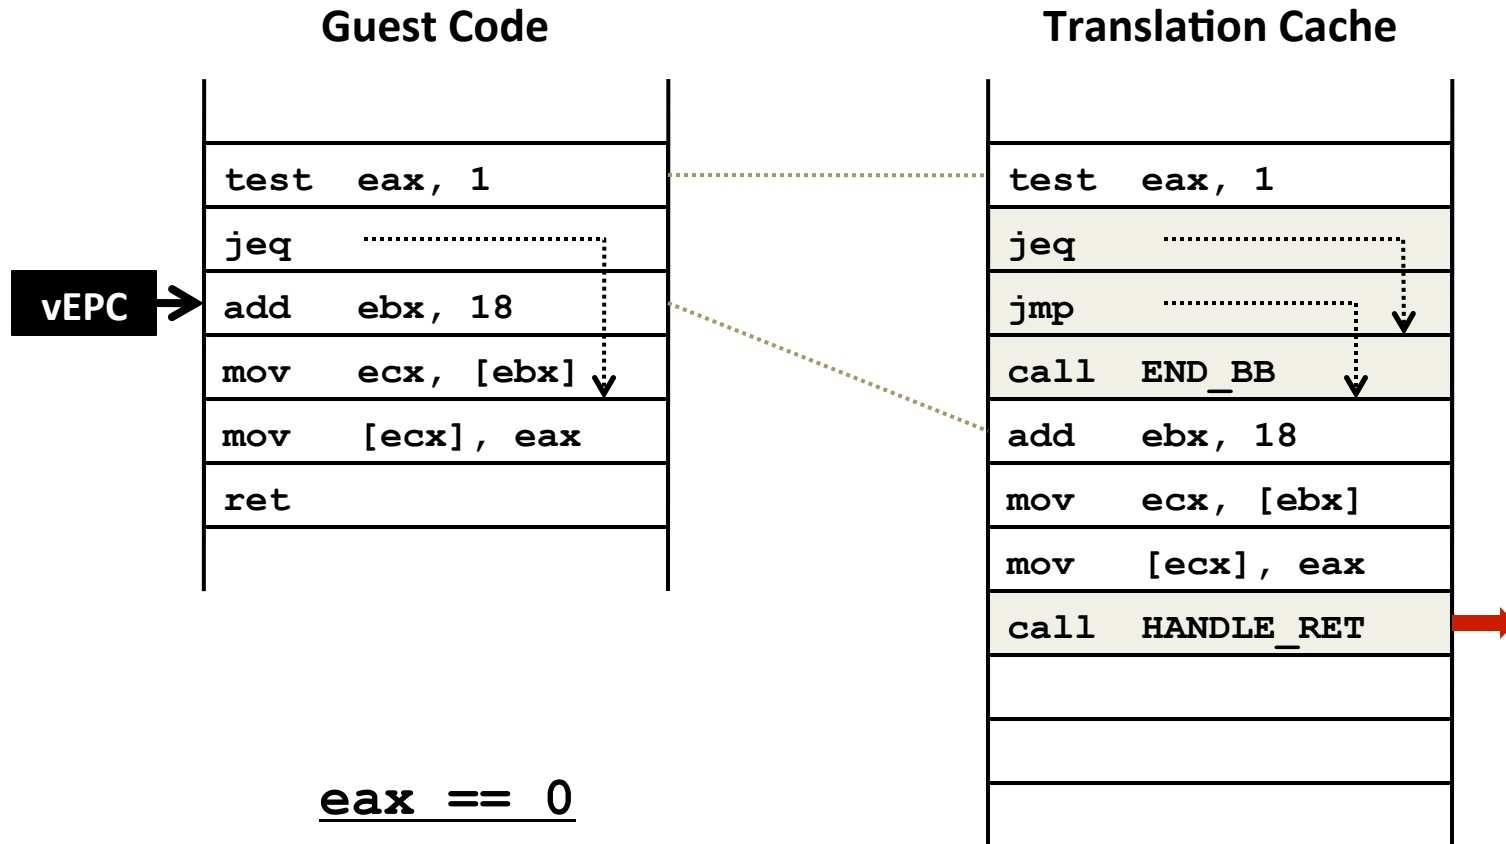 Guest Code
Translation Cache
vEPC
test eax, 1
jeq
add ebx, 18
mov ecx, [ebx]
mov [ecx], eax
ret
test eax, 1
jeq
jmp
call END_BB
add ebx, 18
mov ecx, [ebx]
mov [ecx], eax
call HANDLE_RET
eax == 0